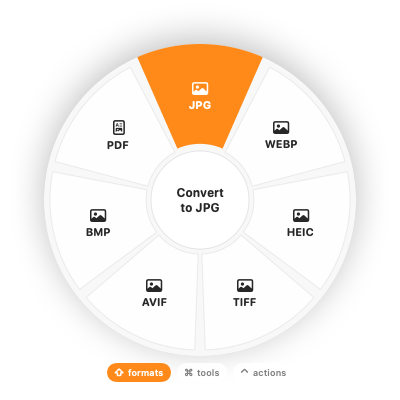 JPG
PDF
WEBP
Convert
to JPG
BMP
HEIC
AVIF
TIFF
formats
⌘ tools
^ actions